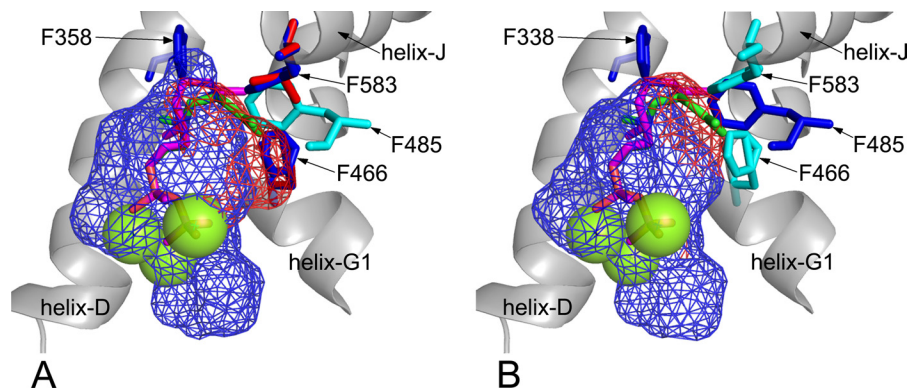 F358
helix-J
F583
F485
F466
helix-G1
helix-D
A
F338
helix-J
F583
F485
F466
helix-G1
helix-D
B